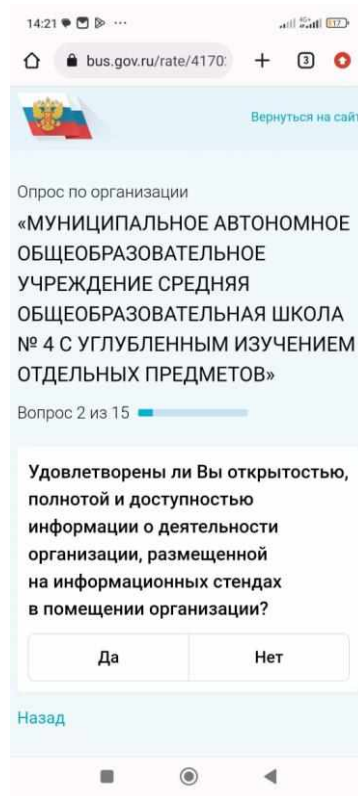 14:21
bus.gov.ru/rate/4170
3
Вернуться на сайт
Опрос по организации
«МУНИЦИПАЛЬНОЕ АВТОНОМНОЕ
ОБЩЕОБРАЗОВАТЕЛЬНОЕ
УЧРЕЖДЕНИЕ СРЕДНЯЯ
ОБЩЕОБРАЗОВАТЕЛЬНАЯ ШКОЛА
№ 4 С УГЛУБЛЕННЫМ ИЗУЧЕНИЕМ
ОТДЕЛЬНЫХ ПРЕДМЕТОВ»
Вопрос 2 из 15
Удовлетворены ли Вы открытостью,
полнотой и доступностью
информации о деятельности
организации, размещенной
на информационных стендах
в помещении организации?
Да Нет
Назад